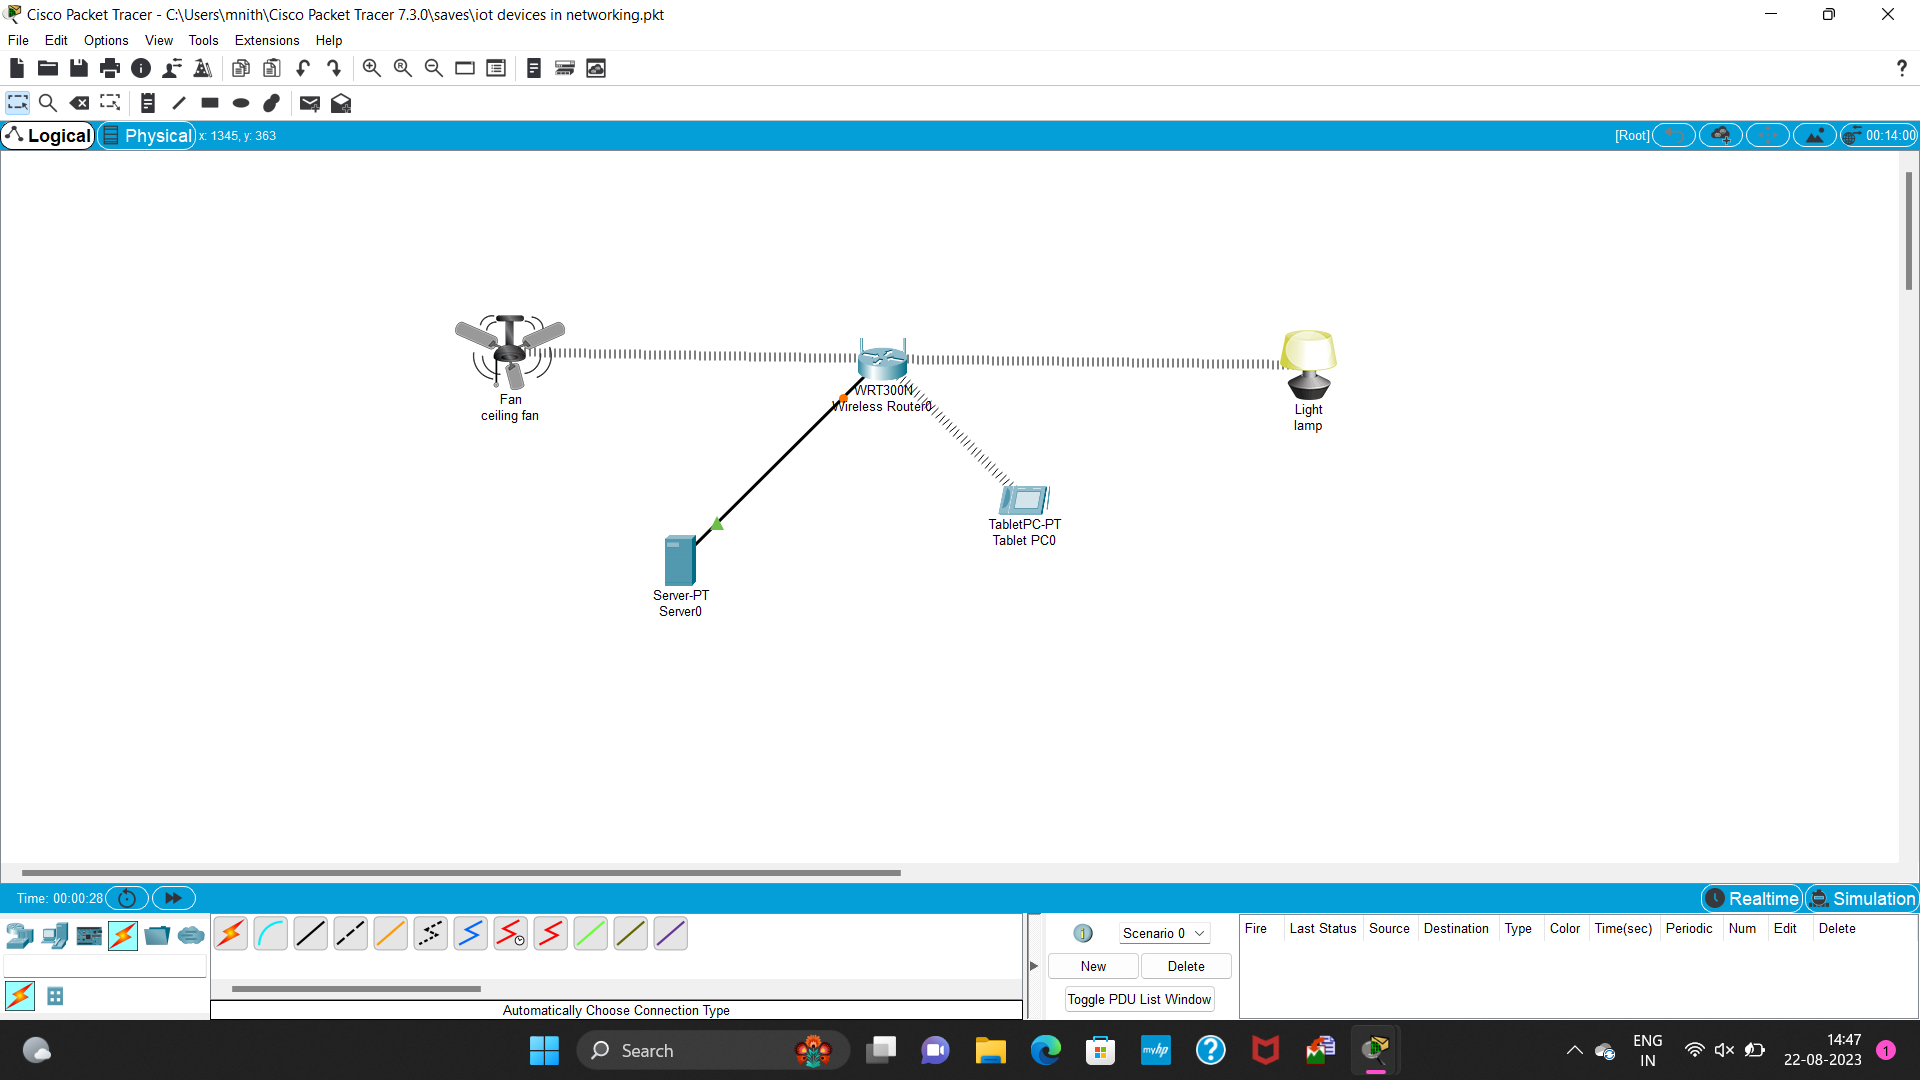 Cisco Packet Tracer - C:\Users\mnith\Cisco Packet Tracer 7.3.0\saves\iot devices in networking.pkt
File Edit Options View Tools Extensions Help
?
Logical Physical x: 1345, y: 363 [Root] 00:14:00
Fan
ceiling fan
WRT300N
Wireless Router0
Light
lamp
TabletPC-PT
Tablet PC0
Server-PT
Server0
Time: 00:00:28 Realtime Simulation
Scenario 0
New Delete
Toggle PDU List Window
Fire Last Status Source Destination Type Color Time(sec) Periodic Num Edit Delete
Automatically Choose Connection Type
Search
myhp
ENG
IN
14:47
22-08-2023
1